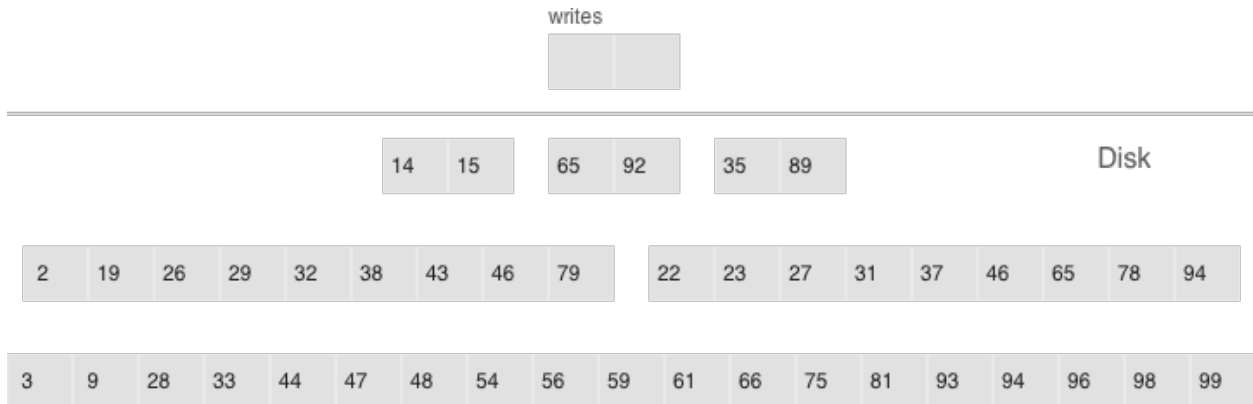 writes
14 15 65 92 35 89 Disk
2 19 26 29 32 38 43 46 79 22 23 27 31 37 46 65 78 94
3 9 28 33 44 47 48 54 56 59 61 66 75 81 93 94 96 98 99